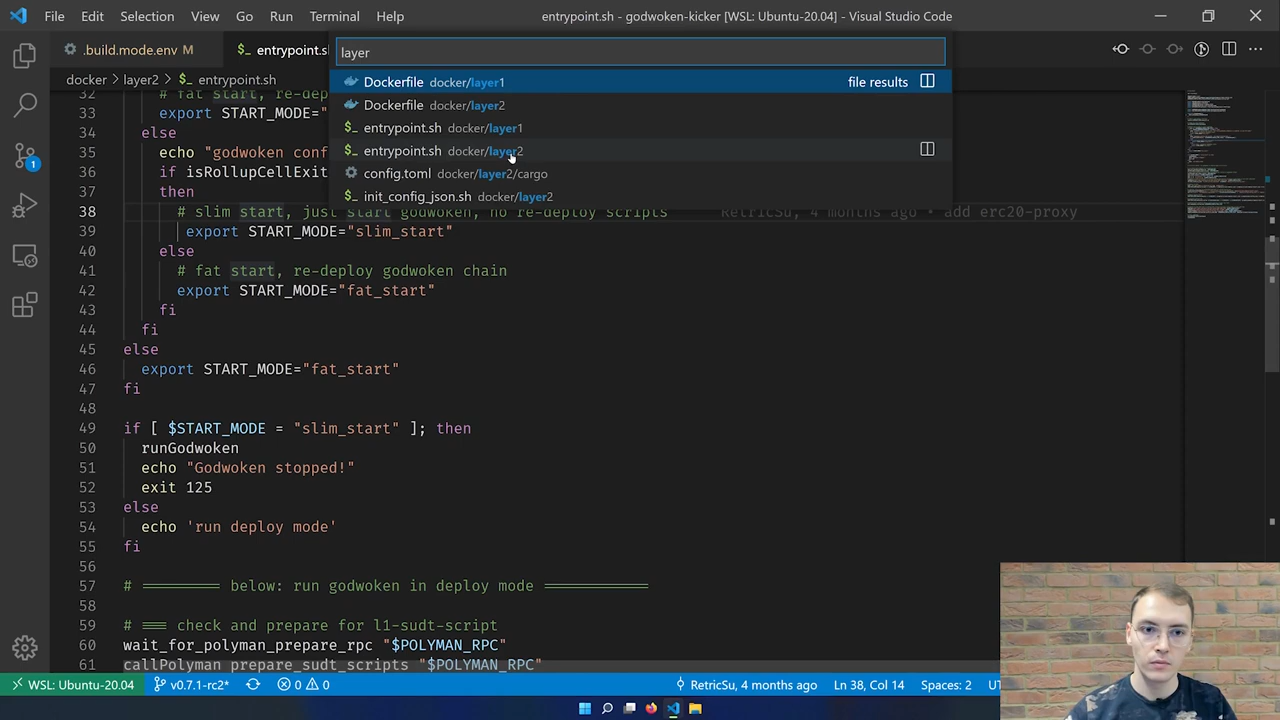 File Edit Selection View Go Run Terminal Help entrypoint.sh - godwoken-kicker [WSL: Ubuntu-20.04] - Visual Studio Code
.build.mode.env M $_ entrypoint.sh
layer
docker > layer2 > $_ entrypoint.sh
Dockerfile docker/layer1 file results
Dockerfile docker/layer2
entrypoint.sh docker/layer1
entrypoint.sh docker/layer2
config.toml docker/layer2/cargo
init_config_json.sh
32 # fat start, re-dep
33 export START_MODE="
34 else
35 echo "godwoken conf
36 if isRollupCellExit
37 then
38 # slim start, just start godwoken, no re-deploy scripts RetricSu, 4 months ago • add erc20-proxy
39 export START_MODE="slim_start"
40 else
41 # fat start, re-deploy godwoken chain
42 export START_MODE="fat_start"
43 fi
44 fi
45 else
46 export START_MODE="fat_start"
47 fi
48
49 if [ $START_MODE = "slim_start" ]; then
50 runGodwoken
51 echo "Godwoken stopped!"
52 exit 125
53 else
54 echo 'run deploy mode'
55 fi
56
57 # ======== below: run godwoken in deploy mode ===========
58
59 # === check and prepare for l1-sudt-script
60 wait_for_polyman_prepare_rpc "$POLYMAN_RPC"
61 callPolyman prepare_sudt_scripts "$POLYMAN_RPC"
1
WSL: Ubuntu-20.04 v0.7.1-rc2* 0 0 RetricSu, 4 months ago Ln 38, Col 14 Spaces: 2